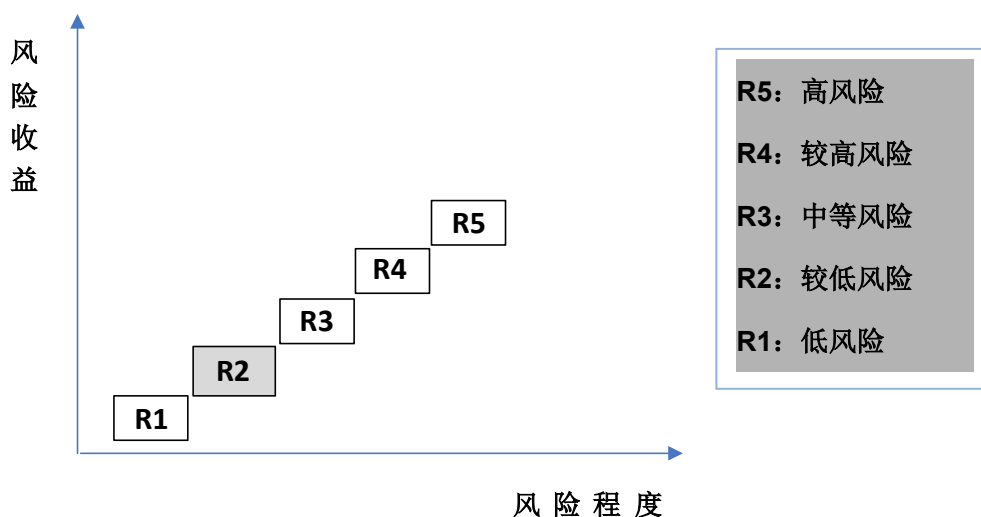 风险收益
R5：高风险
R4：较高风险
R3：中等风险
R2：较低风险
R1：低风险
R5
R4
R3
R2
R1
风险程度